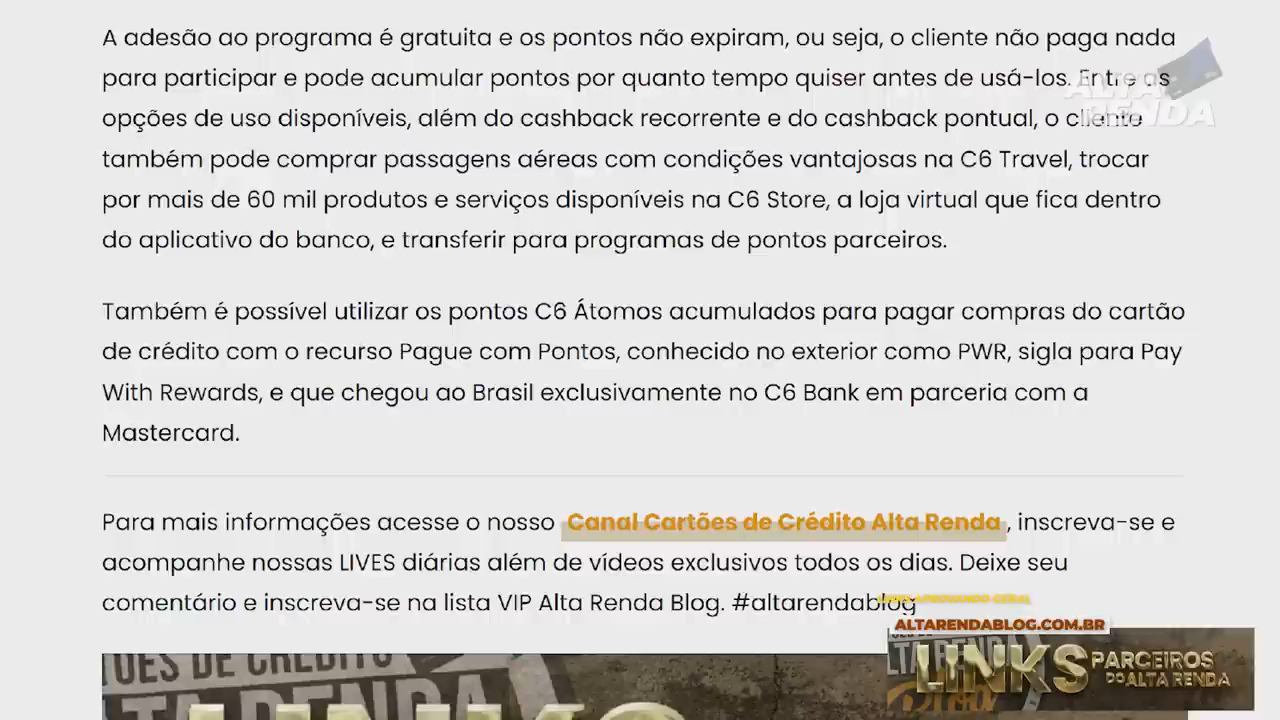 A adesão ao programa é gratuita e os pontos não expiram, ou seja, o cliente não paga nada
para participar e pode acumular pontos por quanto tempo quiser antes de usá-los. Entre as
opções de uso disponíveis, além do cashback recorrente e do cashback pontual, o cliente
também pode comprar passagens aéreas com condições vantajosas na C6 Travel, trocar
por mais de 60 mil produtos e serviços disponíveis na C6 Store, a loja virtual que fica dentro
do aplicativo do banco, e transferir para programas de pontos parceiros.
ALTA
RENDA
Também é possível utilizar os pontos C6 Átomos acumulados para pagar compras do cartão
de crédito com o recurso Pague com Pontos, conhecido no exterior como PWR, sigla para Pay
With Rewards, e que chegou ao Brasil exclusivamente no C6 Bank em parceria com a
Mastercard.
Para mais informações acesse o nosso Canal Cartões de Crédito Alta Renda, inscreva-se e
acompanhe nossas LIVES diárias além de vídeos exclusivos todos os dias. Deixe seu
comentário e inscreva-se na lista VIP Alta Renda Blog. #altarendablog
ALTARENDABLOG.COM.BR
LINKS PARCEIROS
DO ALTA RENDA
ÕES DE CRÉDITO
ALTA RENDA
LINKS